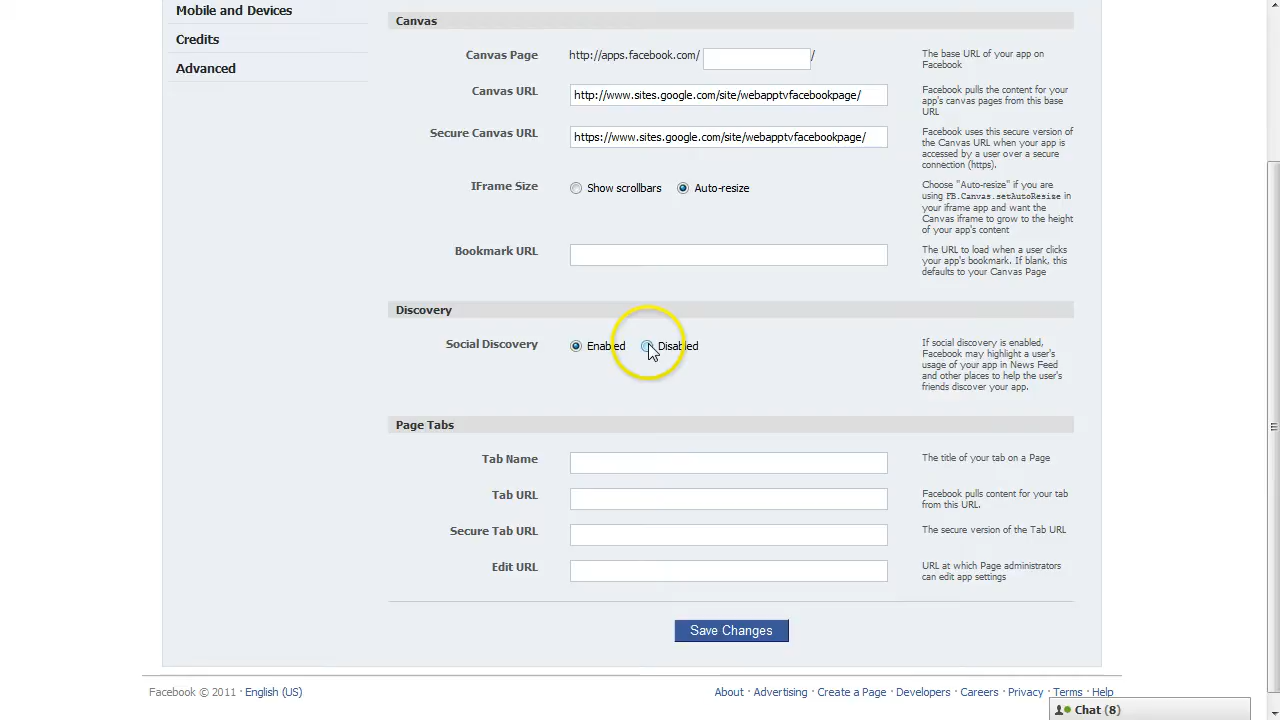 Mobile and Devices
Credits
Advanced
Canvas
Canvas Page
http://apps.facebook.com/ /
The base URL of your app on
Facebook
Canvas URL
http://www.sites.google.com/site/webapptvfacebookpage/
Facebook pulls the content for your
app's canvas pages from this base
URL
Secure Canvas URL
https://www.sites.google.com/site/webapptvfacebookpage/
Facebook uses this secure version of
the Canvas URL when your app is
accessed by a user over a secure
connection (https).
IFrame Size
Show scrollbars
Auto-resize
Choose "Auto-resize" if you are
using FB.Canvas.setAutoResize in
your iframe app and want the
Canvas iframe to grow to the height
of your app's content
Bookmark URL
The URL to load when a user clicks
your app's bookmark. If blank, this
defaults to your Canvas Page
Discovery
Social Discovery
Enabled
Disabled
If social discovery is enabled,
Facebook may highlight a user's
usage of your app in News Feed
and other places to help the user's
friends discover your app.
Page Tabs
Tab Name
The title of your tab on a Page
Tab URL
Facebook pulls content for your tab
from this URL.
Secure Tab URL
The secure version of the Tab URL
Edit URL
URL at which Page administrators
can edit app settings
Save Changes
Facebook © 2011 · English (US)
About · Advertising · Create a Page · Developers · Careers · Privacy · Terms · Help
Chat (8)